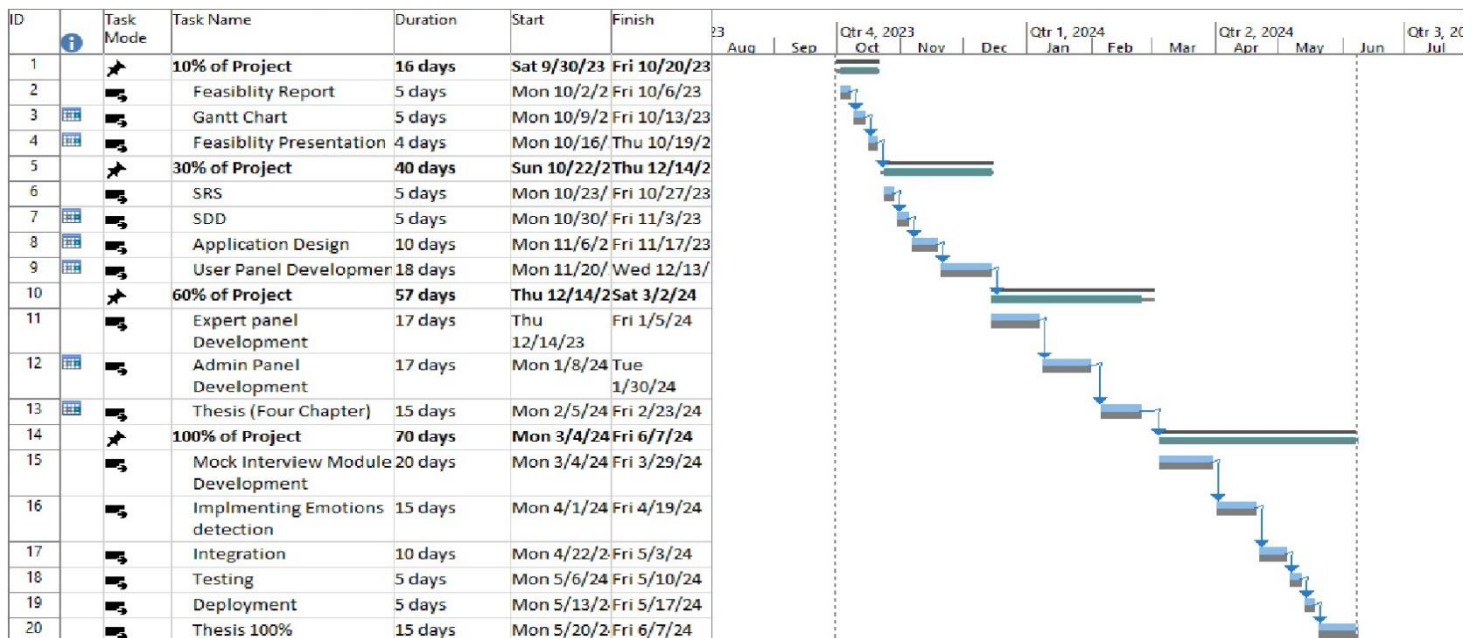 ID Task Mode Task Name Duration Start Finish
23 Qtr 4, 2023 Qtr 1, 2024 Qtr 2, 2024 Qtr 3, 20
Aug Sep Oct Nov Dec Jan Feb Mar Apr May Jun Jul
1 10% of Project 16 days Sat 9/30/23 Fri 10/20/23
2 Feasiblity Report 5 days Mon 10/2/2 Fri 10/6/23
3 Gantt Chart 5 days Mon 10/9/2 Fri 10/13/23
4 Feasiblity Presentation 4 days Mon 10/16/ Thu 10/19/2
5 30% of Project 40 days Sun 10/22/2 Thu 12/14/2
6 SRS 5 days Mon 10/23/ Fri 10/27/23
7 SDD 5 days Mon 10/30/ Fri 11/3/23
8 Application Design 10 days Mon 11/6/2 Fri 11/17/23
9 User Panel Developmen 18 days Mon 11/20/ Wed 12/13/
10 60% of Project 57 days Thu 12/14/2 Sat 3/2/24
11 Expert panel Development 17 days Thu 12/14/23 Fri 1/5/24
12 Admin Panel Development 17 days Mon 1/8/24 Tue 1/30/24
13 Thesis (Four Chapter) 15 days Mon 2/5/24 Fri 2/23/24
14 100% of Project 70 days Mon 3/4/24 Fri 6/7/24
15 Mock Interview Module Development 20 days Mon 3/4/24 Fri 3/29/24
16 Implmenting Emotions detection 15 days Mon 4/1/24 Fri 4/19/24
17 Integration 10 days Mon 4/22/2 Fri 5/3/24
18 Testing 5 days Mon 5/6/24 Fri 5/10/24
19 Deployment 5 days Mon 5/13/2 Fri 5/17/24
20 Thesis 100% 15 days Mon 5/20/2 Fri 6/7/24